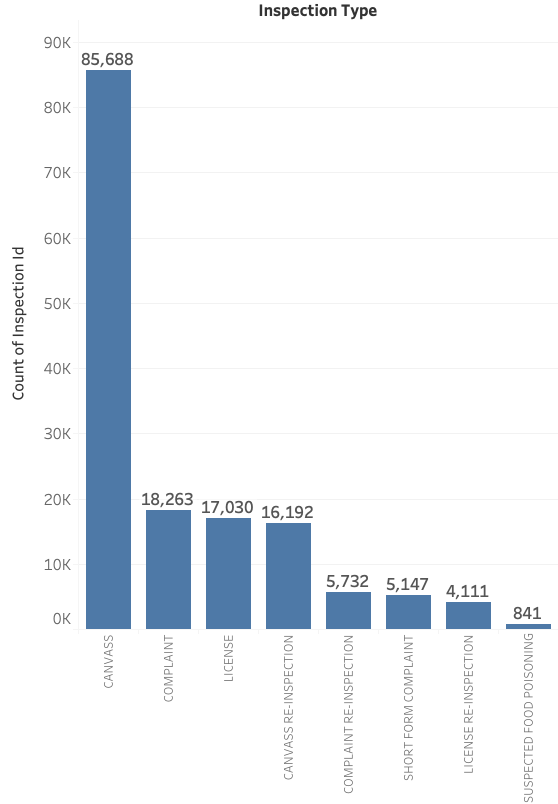 Inspection Type
Count of Inspection Id
90K
80K
70K
60K
50K
40K
30K
20K
10K
0K
85,688
18,263
17,030
16,192
5,732
5,147
4,111
841
CANVASS
COMPLAINT
LICENSE
CANVASS RE-INSPECTION
COMPLAINT RE-INSPECTION
SHORT FORM COMPLAINT
LICENSE RE-INSPECTION
SUSPECTED FOOD POISONING